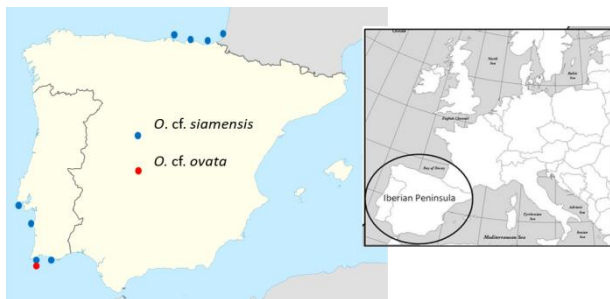 O. cf. siamensis
O. cf. ovata
North
Sea
Baltic
Sea
English Channel
Bay of Biscay
Iberian Peninsula
Adriatic
Sea
Tyrrhenian
Sea
Ionian
Sea
Mediterranean Sea